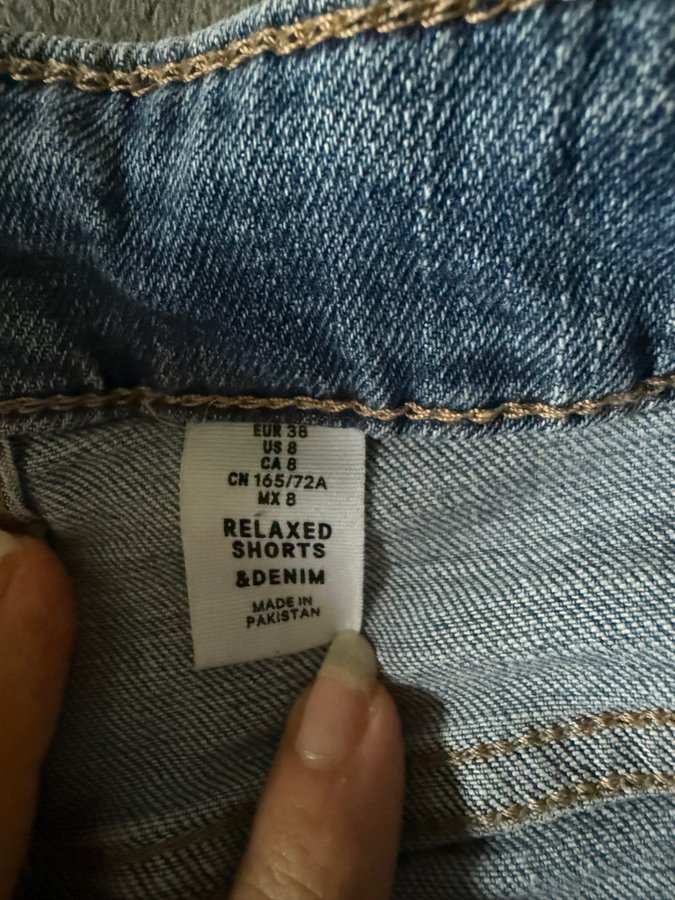 EUR 38
US 8
CA 8
CN 165/72A
MX 8
RELAXED
SHORTS
&DENIM
MADE IN
PAKISTAN